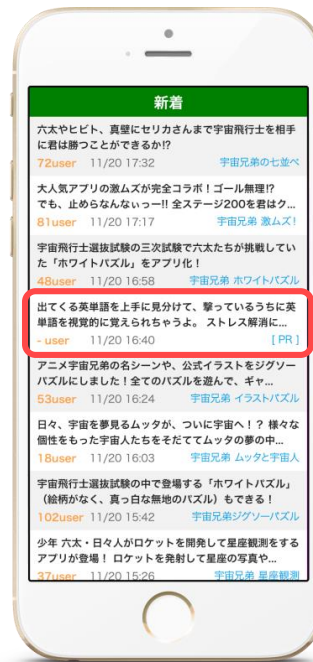 新着
六太やヒビト、真壁にセリカさんまで宇宙飛行士を相手
に君は勝つことができるか!?
72user 11/20 17:32 宇宙兄弟の七並べ
大人気アプリの激ムズが完全コラボ！ゴール無理!?
でも、止めらなんなぃっー!! 全ステージ200を君はク...
81user 11/20 17:17 宇宙兄弟 激ムズ！
宇宙飛行士選抜試験の三次試験で六太たちが挑戦してい
た「ホワイトパズル」をアプリ化！
48user 11/20 16:58 宇宙兄弟 ホワイトパズル
出てくる英単語を上手に見分けて、撃っているうちに英
単語を視覚的に覚えられちゃうよ。 ストレス解消に...
- user 11/20 16:40 [ PR ]
アニメ宇宙兄弟の名シーンや、公式イラストをジグソー
パズルにしました！全てのパズルを遊んで、ギャ...
53user 11/20 16:24 宇宙兄弟 イラストパズル
日々、宇宙を夢見るムッタが、ついに宇宙へ！？ 様々な
個性をもった宇宙人たちをそだててムッタの夢の中...
18user 11/20 16:03 宇宙兄弟 ムッタと宇宙人
宇宙飛行士選抜試験の中で登場する「ホワイトパズル」
（絵柄がなく、真っ白な無地のパズル）もできる！
102user 11/20 15:42 宇宙兄弟ジグソーパズル
少年 六太・日々人がロケットを開発して星座観測をする
アプリが登場！ ロケットを発射して星座の写真や...
37user 11/20 15:26 宇宙兄弟 星座観測